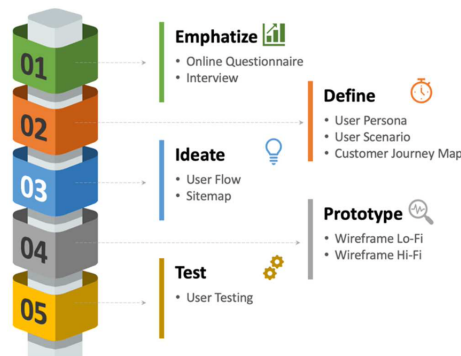 01
Emphatize
• Online Questionnaire
• Interview
02
Define
• User Persona
• User Scenario
• Customer Journey Map
03
Ideate
• User Flow
• Sitemap
04
Prototype
• Wireframe Lo-Fi
• Wireframe Hi-Fi
05
Test
• User Testing